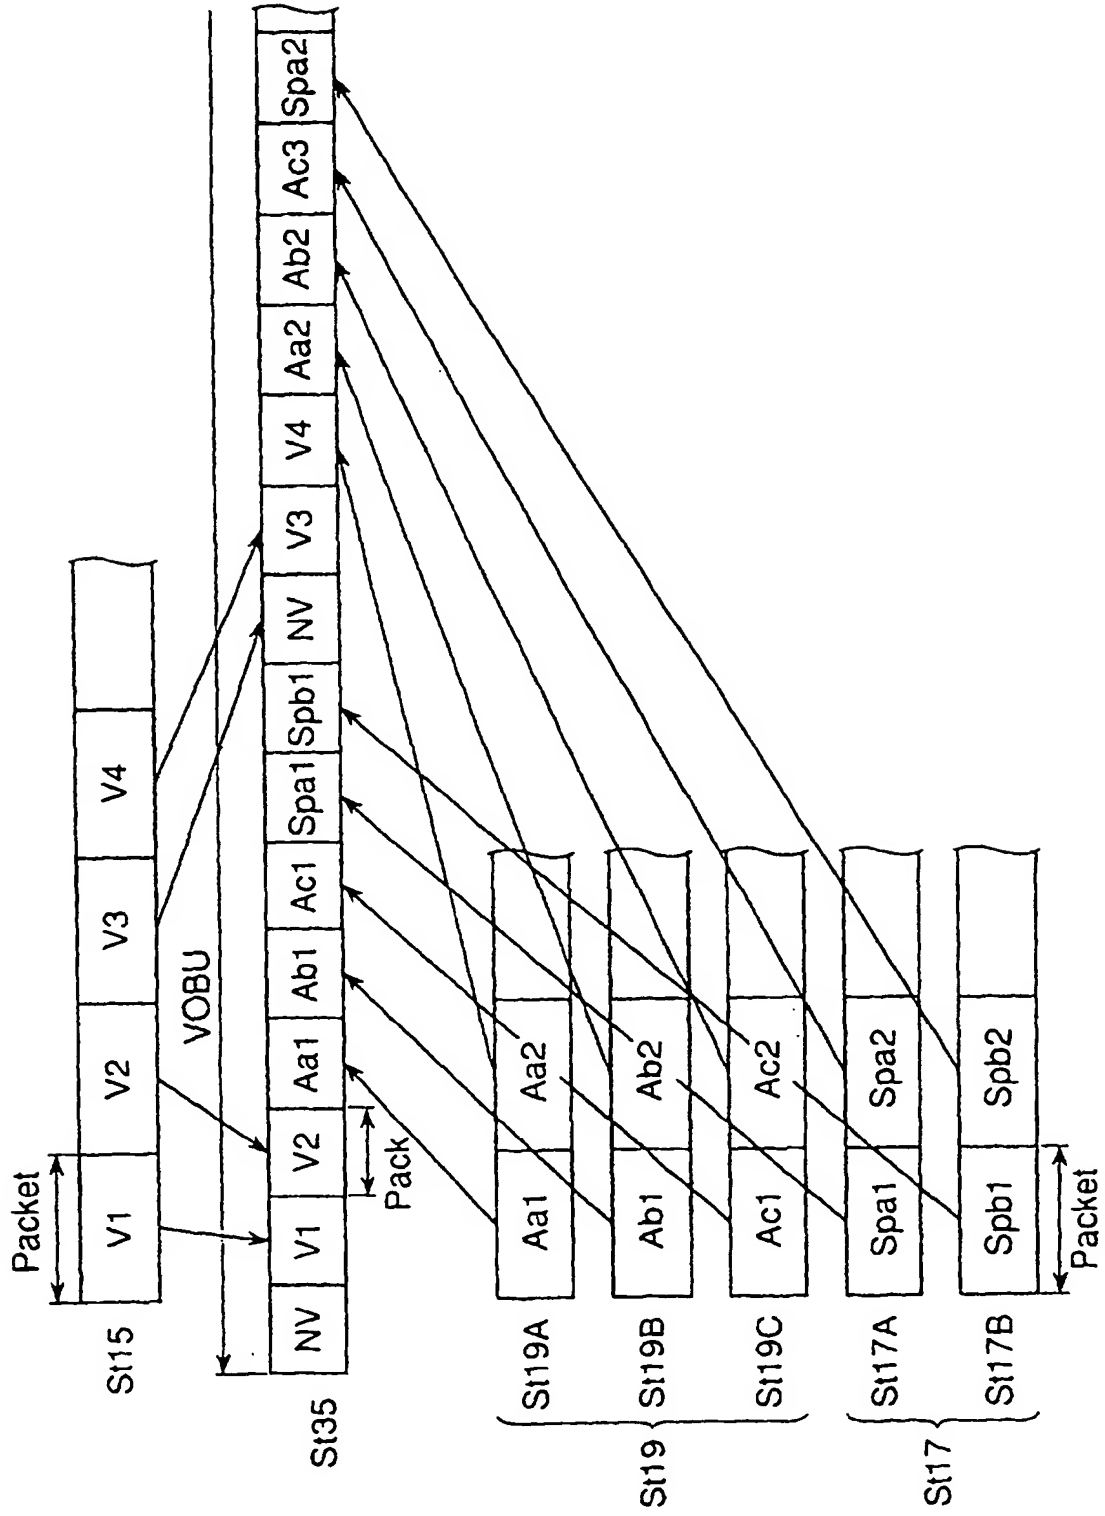 Packet
St15 V1 V2 V3 V4
VOBU
St35 NV V1 V2 Aa1 Ab1 Ac1 Spa1 Spb1 NV V3 V4 Aa2 Ab2 Ac3 Spa2
Pack
St19
St19A Aa1 Aa2
St19B Ab1 Ab2
St19C Ac1 Ac2
St17
St17A Spa1 Spa2
St17B Spb1 Spb2
Packet